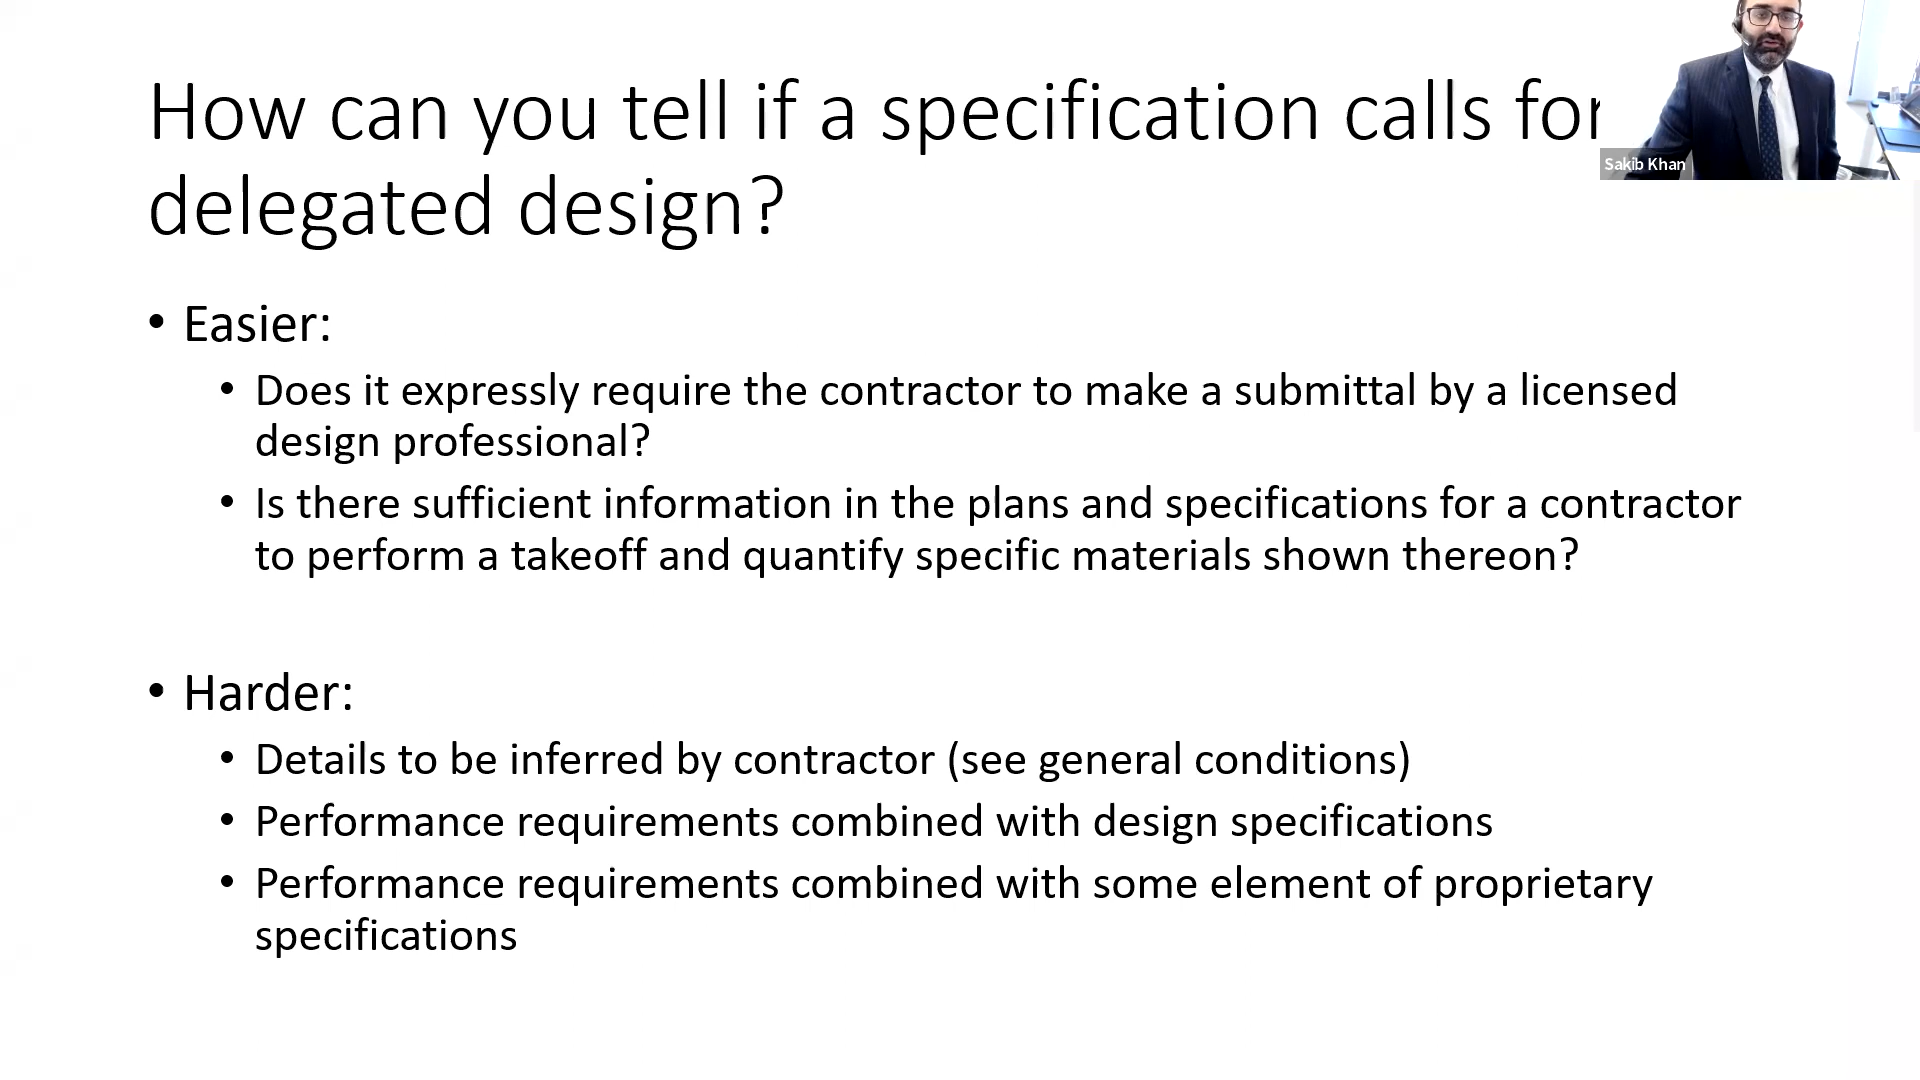 How can you tell if a specification calls for
delegated design?
Sakib Khan
• Easier:
• Does it expressly require the contractor to make a submittal by a licensed
design professional?
• Is there sufficient information in the plans and specifications for a contractor
to perform a takeoff and quantify specific materials shown thereon?
• Harder:
• Details to be inferred by contractor (see general conditions)
• Performance requirements combined with design specifications
• Performance requirements combined with some element of proprietary
specifications